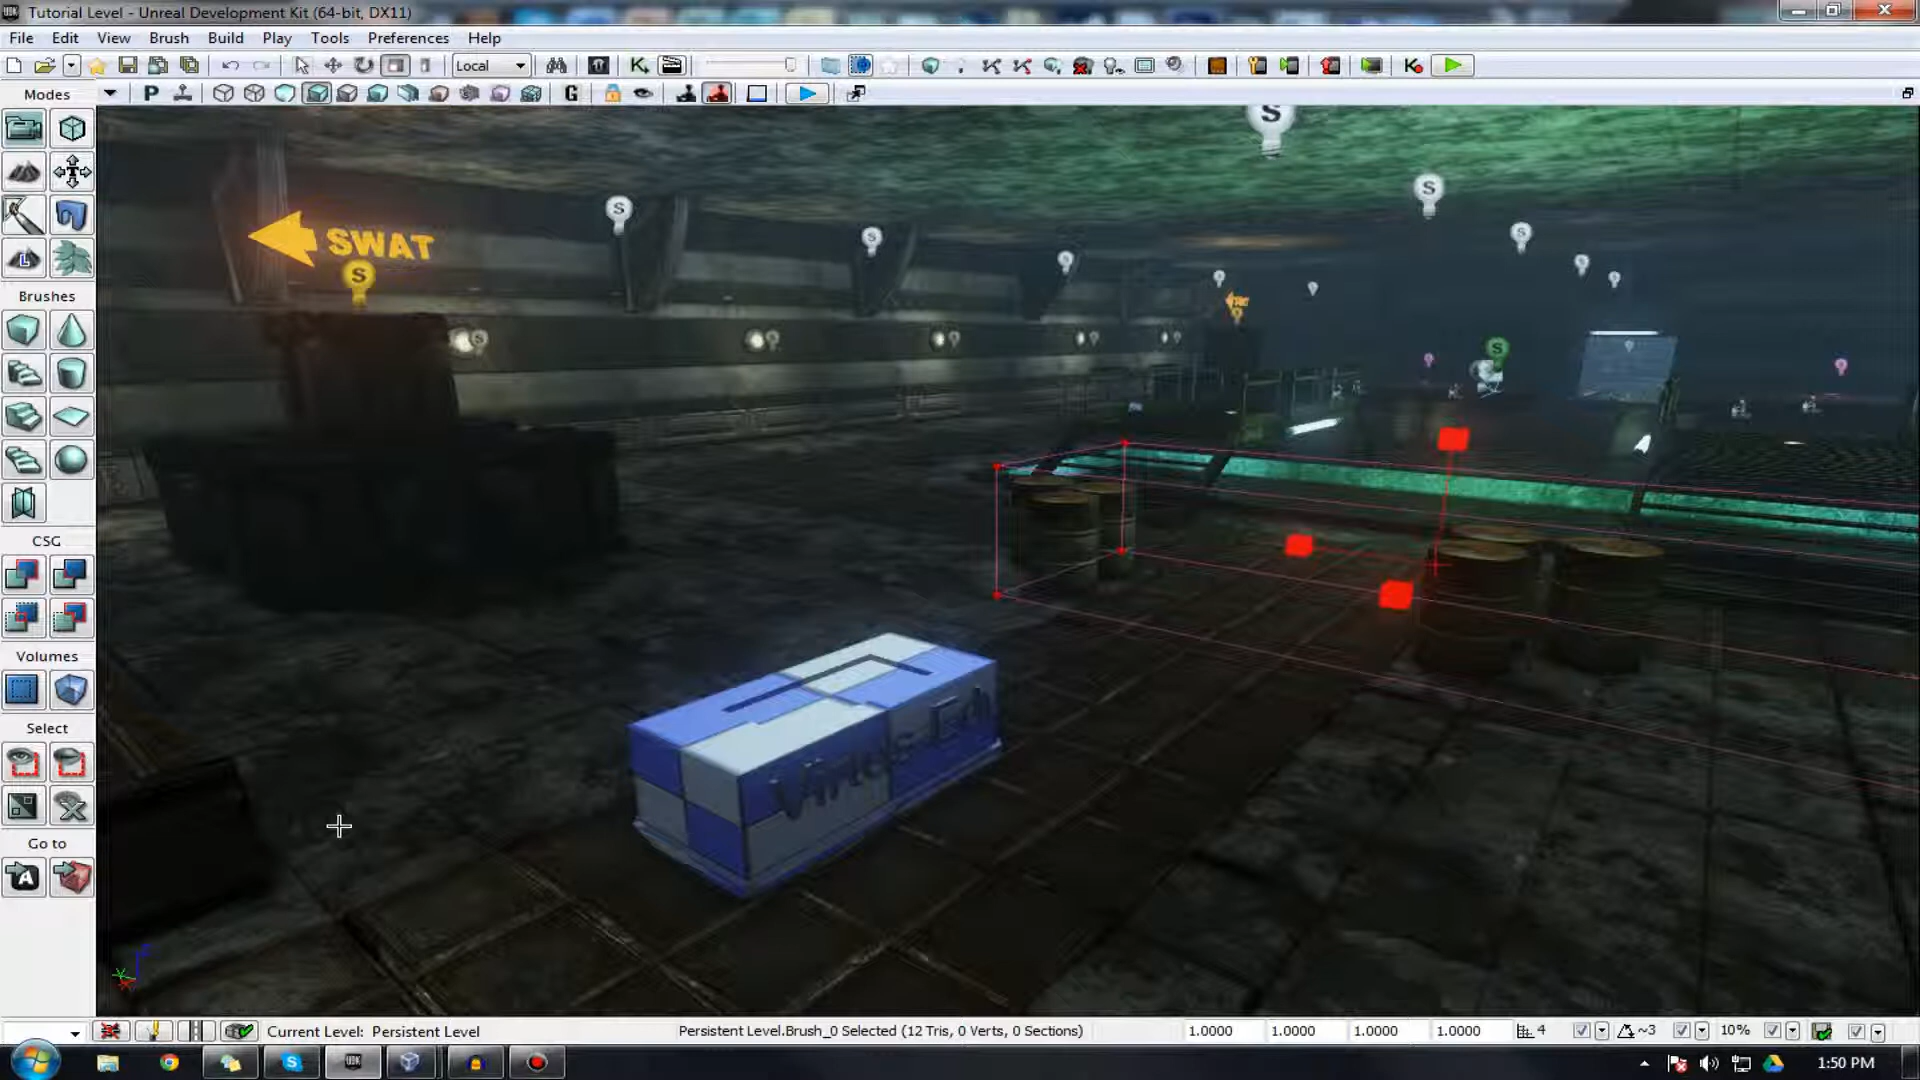 Tutorial Level - Unreal Development Kit (64-bit, DX11)
File Edit View Brush Build Play Tools Preferences Help
Local
Modes
P
G
SWAT
S
Brushes
CSG
Volumes
Select
Go to
A
Current Level: Persistent Level
Persistent Level.Brush_0 Selected (12 Tris, 0 Verts, 0 Sections)
1.0000 1.0000 1.0000 1.0000
4
~3
10%
1:50 PM